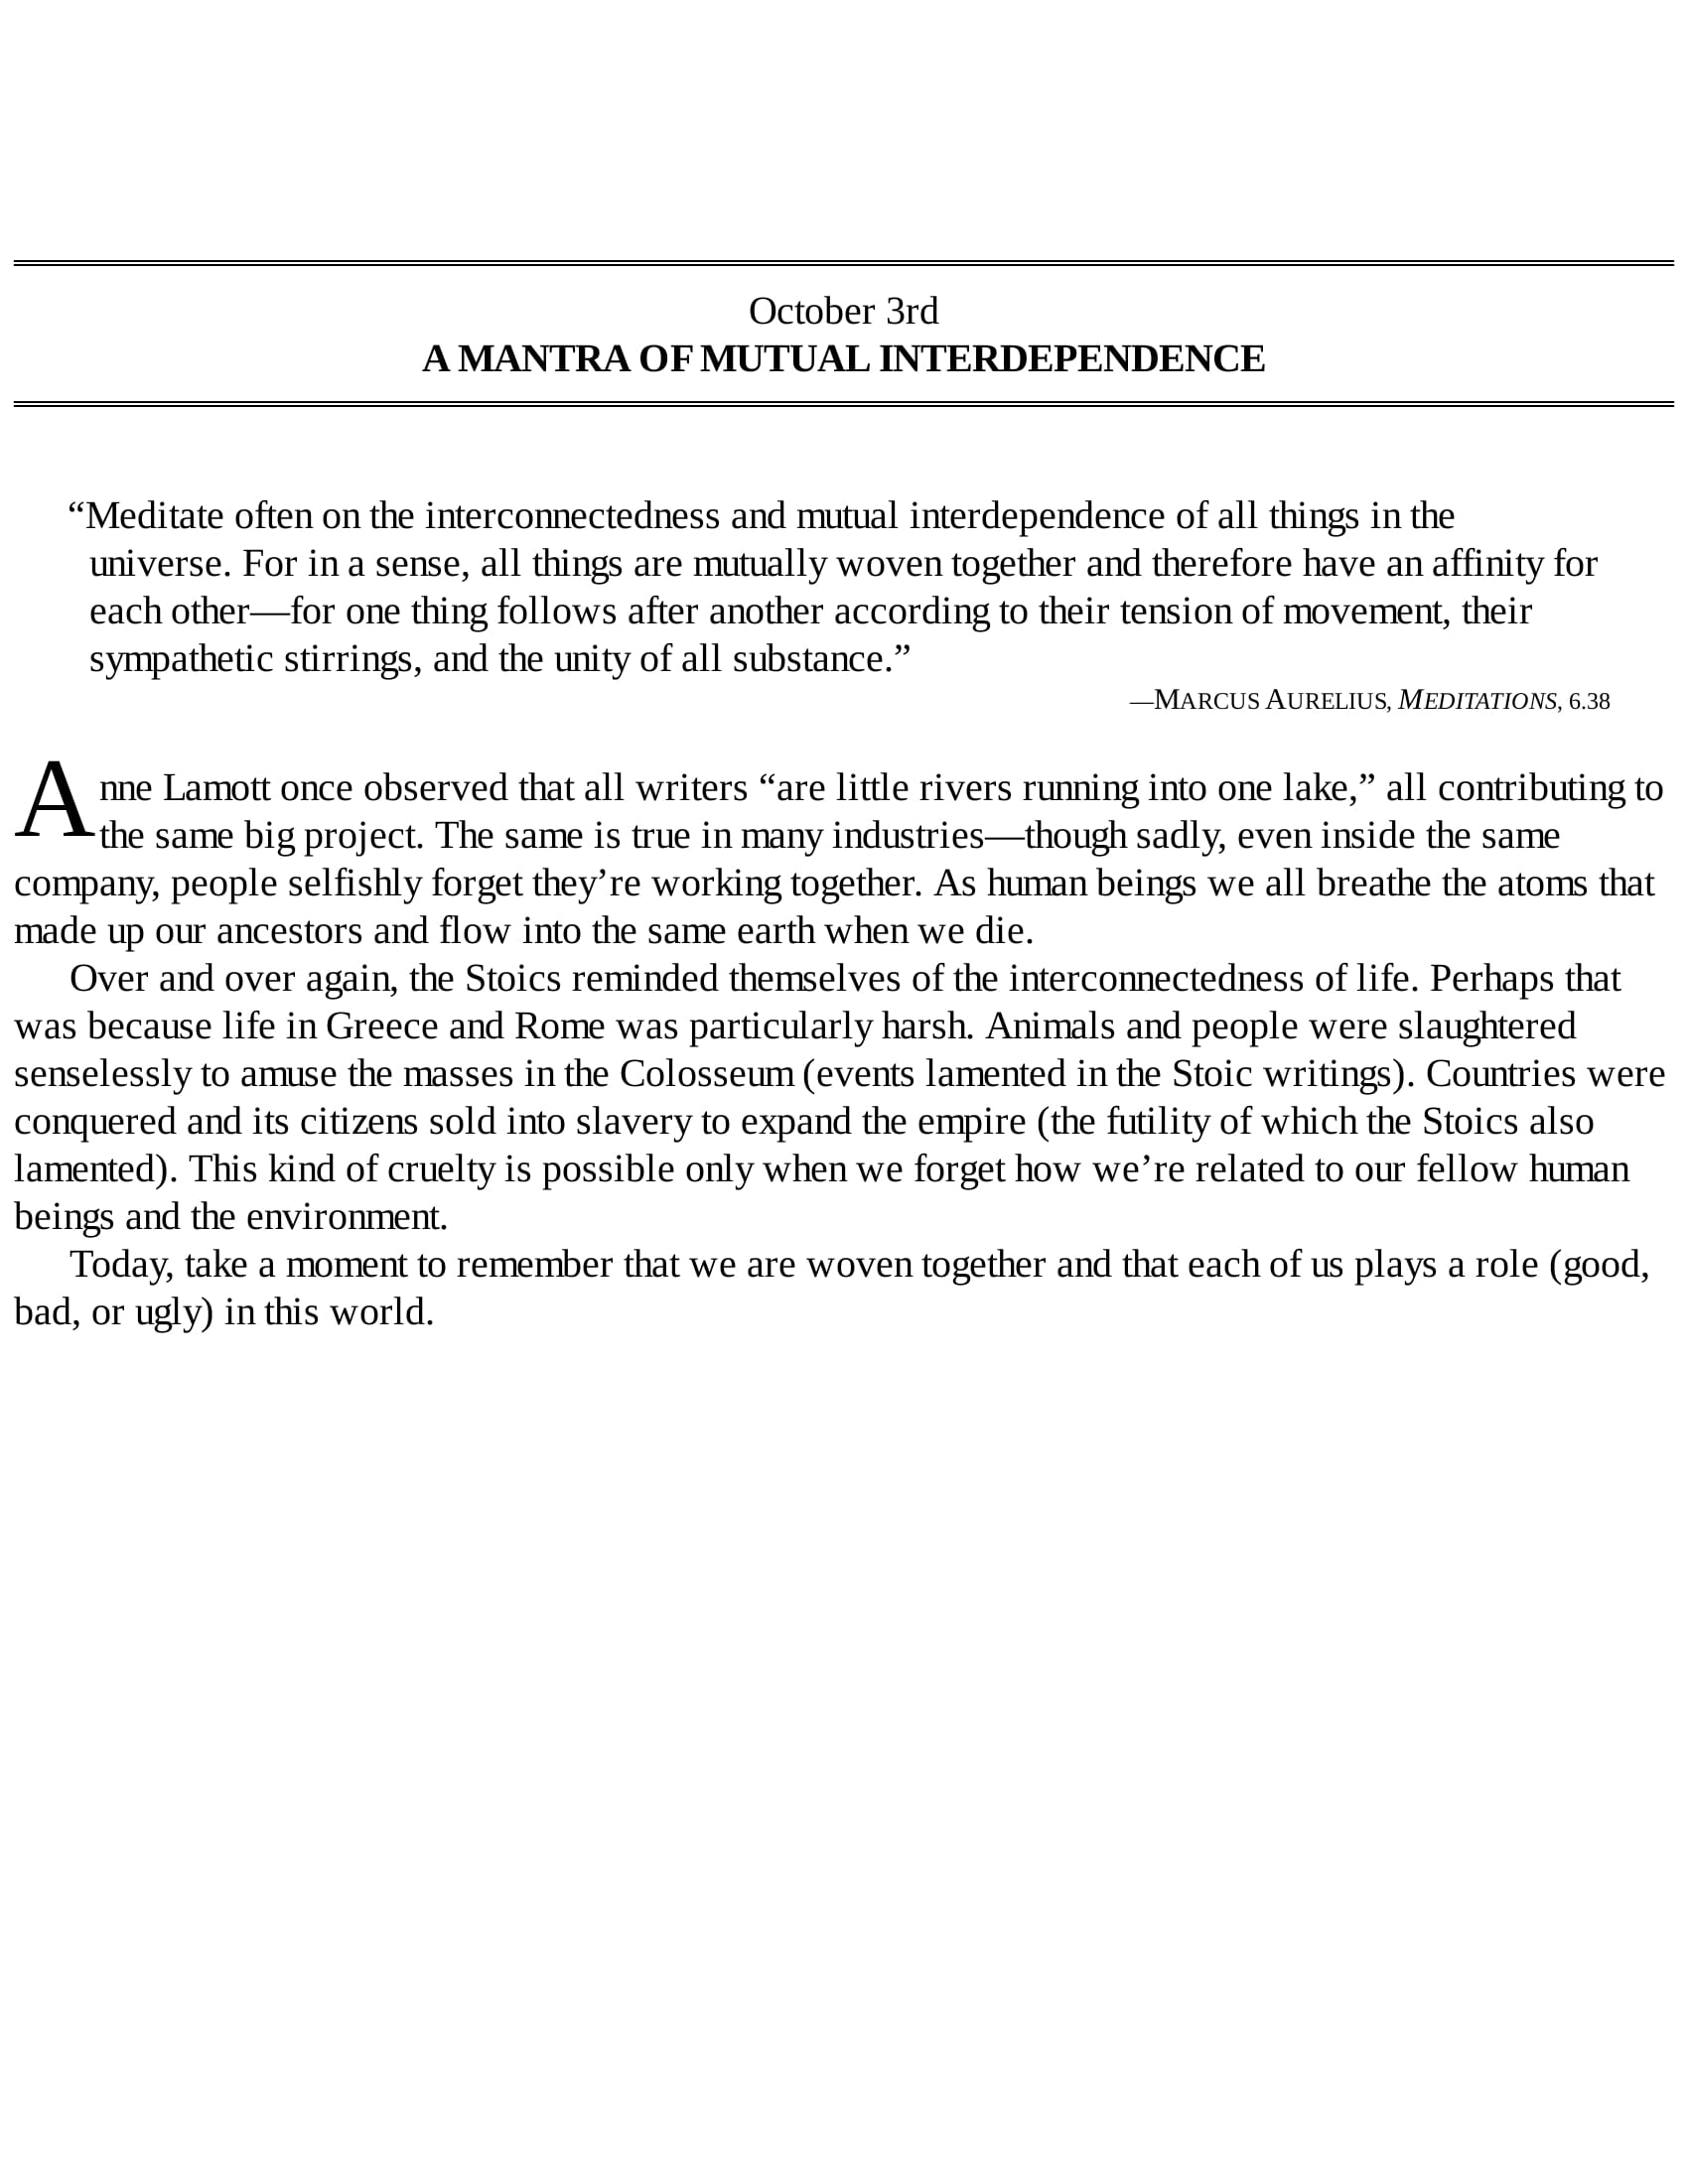 October 3rd
A MANTRA OF MUTUAL INTERDEPENDENCE
“Meditate often on the interconnectedness and mutual interdependence of all things in the
universe. For in a sense, all things are mutually woven together and therefore have an affinity for
each other—for one thing follows after another according to their tension of movement, their
sympathetic stirrings, and the unity of all substance.”
—MARCUS AURELIUS, MEDITATIONS, 6.38
Anne Lamott once observed that all writers “are little rivers running into one lake,” all contributing to
the same big project. The same is true in many industries—though sadly, even inside the same
company, people selfishly forget they’re working together. As human beings we all breathe the atoms that
made up our ancestors and flow into the same earth when we die.
Over and over again, the Stoics reminded themselves of the interconnectedness of life. Perhaps that
was because life in Greece and Rome was particularly harsh. Animals and people were slaughtered
senselessly to amuse the masses in the Colosseum (events lamented in the Stoic writings). Countries were
conquered and its citizens sold into slavery to expand the empire (the futility of which the Stoics also
lamented). This kind of cruelty is possible only when we forget how we’re related to our fellow human
beings and the environment.
Today, take a moment to remember that we are woven together and that each of us plays a role (good,
bad, or ugly) in this world.